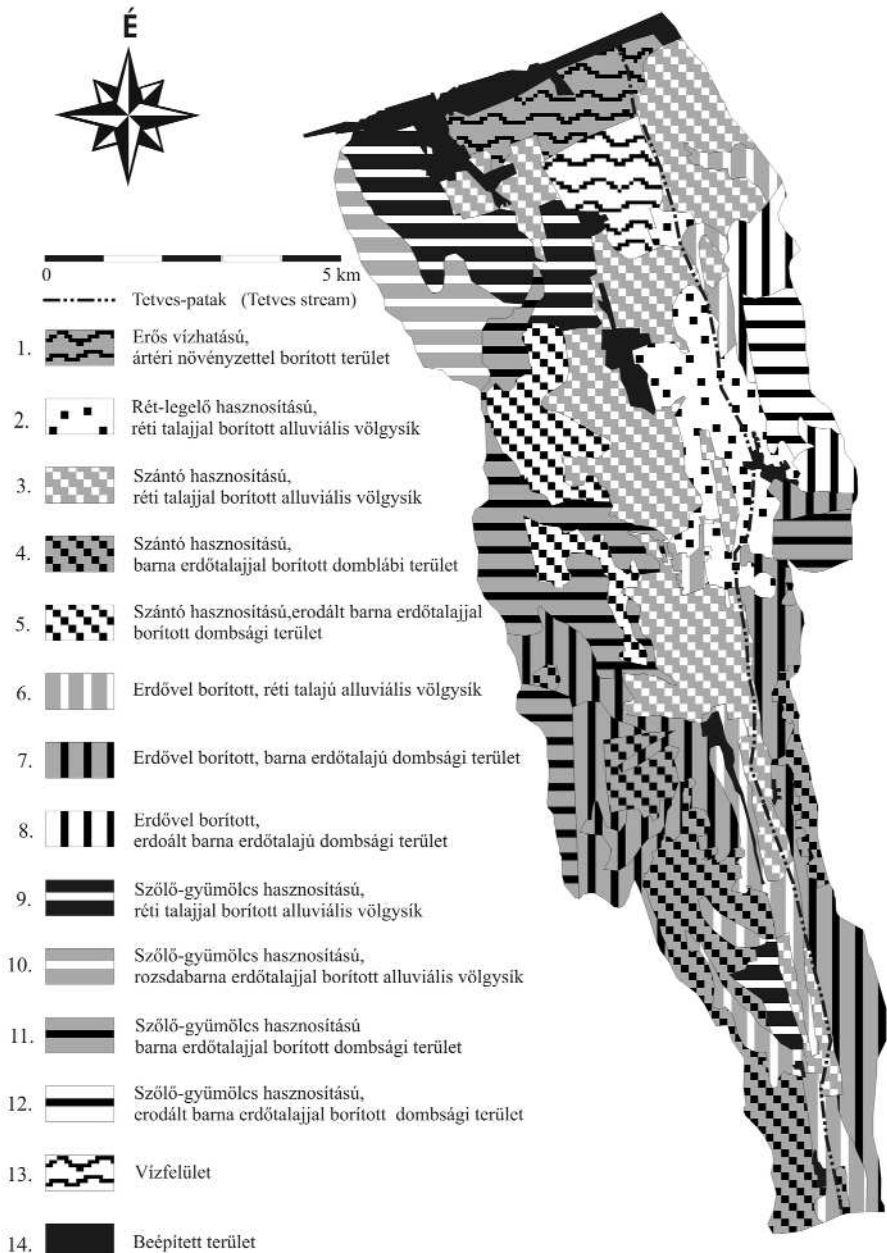 É
0 5 km
Tetves-patak (Tetves stream)
1. Erős vízhatású,
ártéri növényzettel borított terület
2. Rét-legelő hasznosítású,
réti talajjal borított alluviális völgysík
3. Szántó hasznosítású,
réti talajjal borított alluviális völgysík
4. Szántó hasznosítású,
barna erdőtalajjal borított domblábi terület
5. Szántó hasznosítású,erodált barna erdőtalajjal
borított dombsági terület
6. Erdővel borított, réti talajú alluviális völgysík
7. Erdővel borított, barna erdőtalajú dombsági terület
8. Erdővel borított,
erdoált barna erdőtalajú dombsági terület
9. Szőlő-gyümölcs hasznosítású,
réti talajjal borított alluviális völgysík
10. Szőlő-gyümölcs hasznosítású,
rozsdabarna erdőtalajjal borított alluviális völgysík
11. Szőlő-gyümölcs hasznosítású
barna erdőtalajjal borított dombsági terület
12. Szőlő-gyümölcs hasznosítású,
erodált barna erdőtalajjal borított dombsági terület
13. Vízfelület
14. Beépített terület